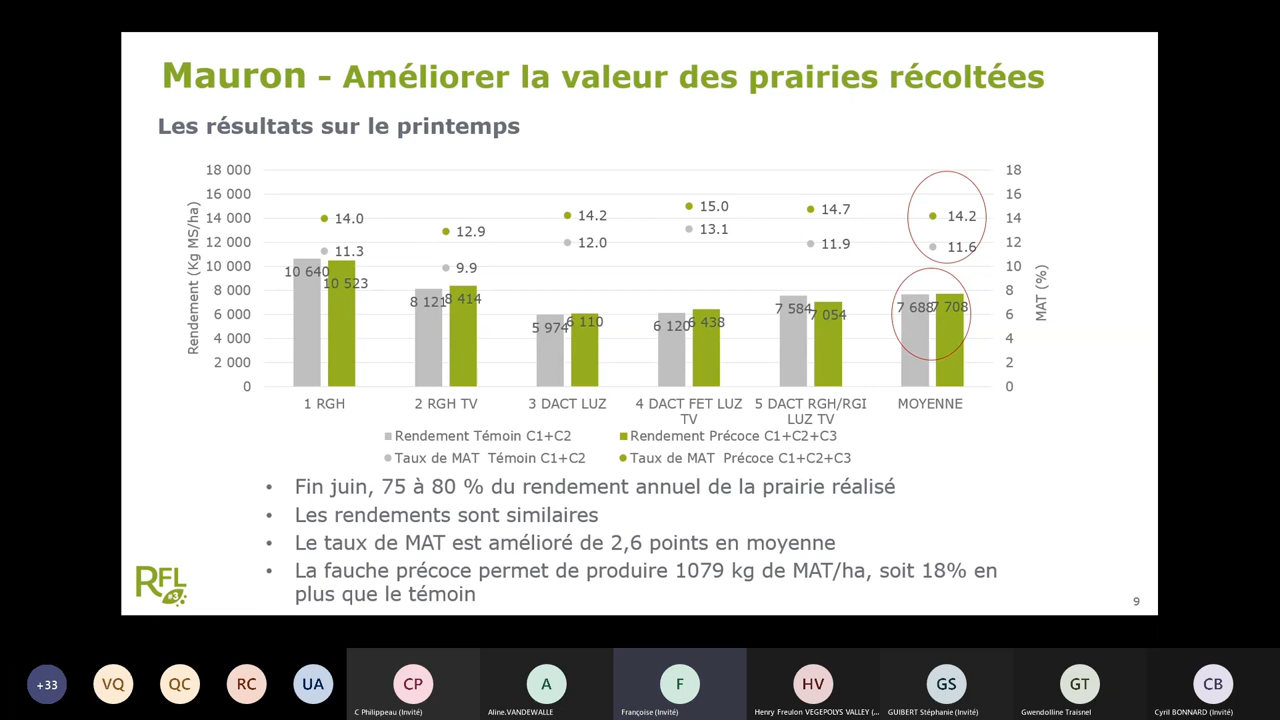 Mauron - Améliorer la valeur des prairies récoltées
Les résultats sur le printemps
Rendement (Kg MS/ha)
18 000
16 000
14 000
12 000
10 000
8 000
6 000
4 000
2 000
0
14.0
11.3
10 640
10 523
12.9
9.9
8 121
8 414
14.2
12.0
5 974
6 110
15.0
13.1
6 120
6 438
14.7
11.9
7 584
7 054
14.2
11.6
7 688
7 708
18
16
14
12
10
8
6
4
2
0
MAT (%)
1 RGH
2 RGH TV
3 DACT LUZ
4 DACT FET LUZ
TV
5 DACT RGH/RGI
LUZ TV
MOYENNE
Rendement Témoin C1+C2
Rendement Précoce C1+C2+C3
Taux de MAT Témoin C1+C2
Taux de MAT Précoce C1+C2+C3
• Fin juin, 75 à 80 % du rendement annuel de la prairie réalisé
• Les rendements sont similaires
• Le taux de MAT est amélioré de 2,6 points en moyenne
• La fauche précoce permet de produire 1079 kg de MAT/ha, soit 18% en
plus que le témoin
RFL
#3
9
+33
VQ
QC
RC
UA
CP
C Philippeau (Invité)
A
Aline.VANDEWALLE
F
Françoise (Invité)
HV
Henry Freulon VEGEPOLYS VALLEY (...
GS
GUIBERT Stéphanie (Invité)
GT
Gwendolline Traisnel
CB
Cyril BONNARD (Invité)